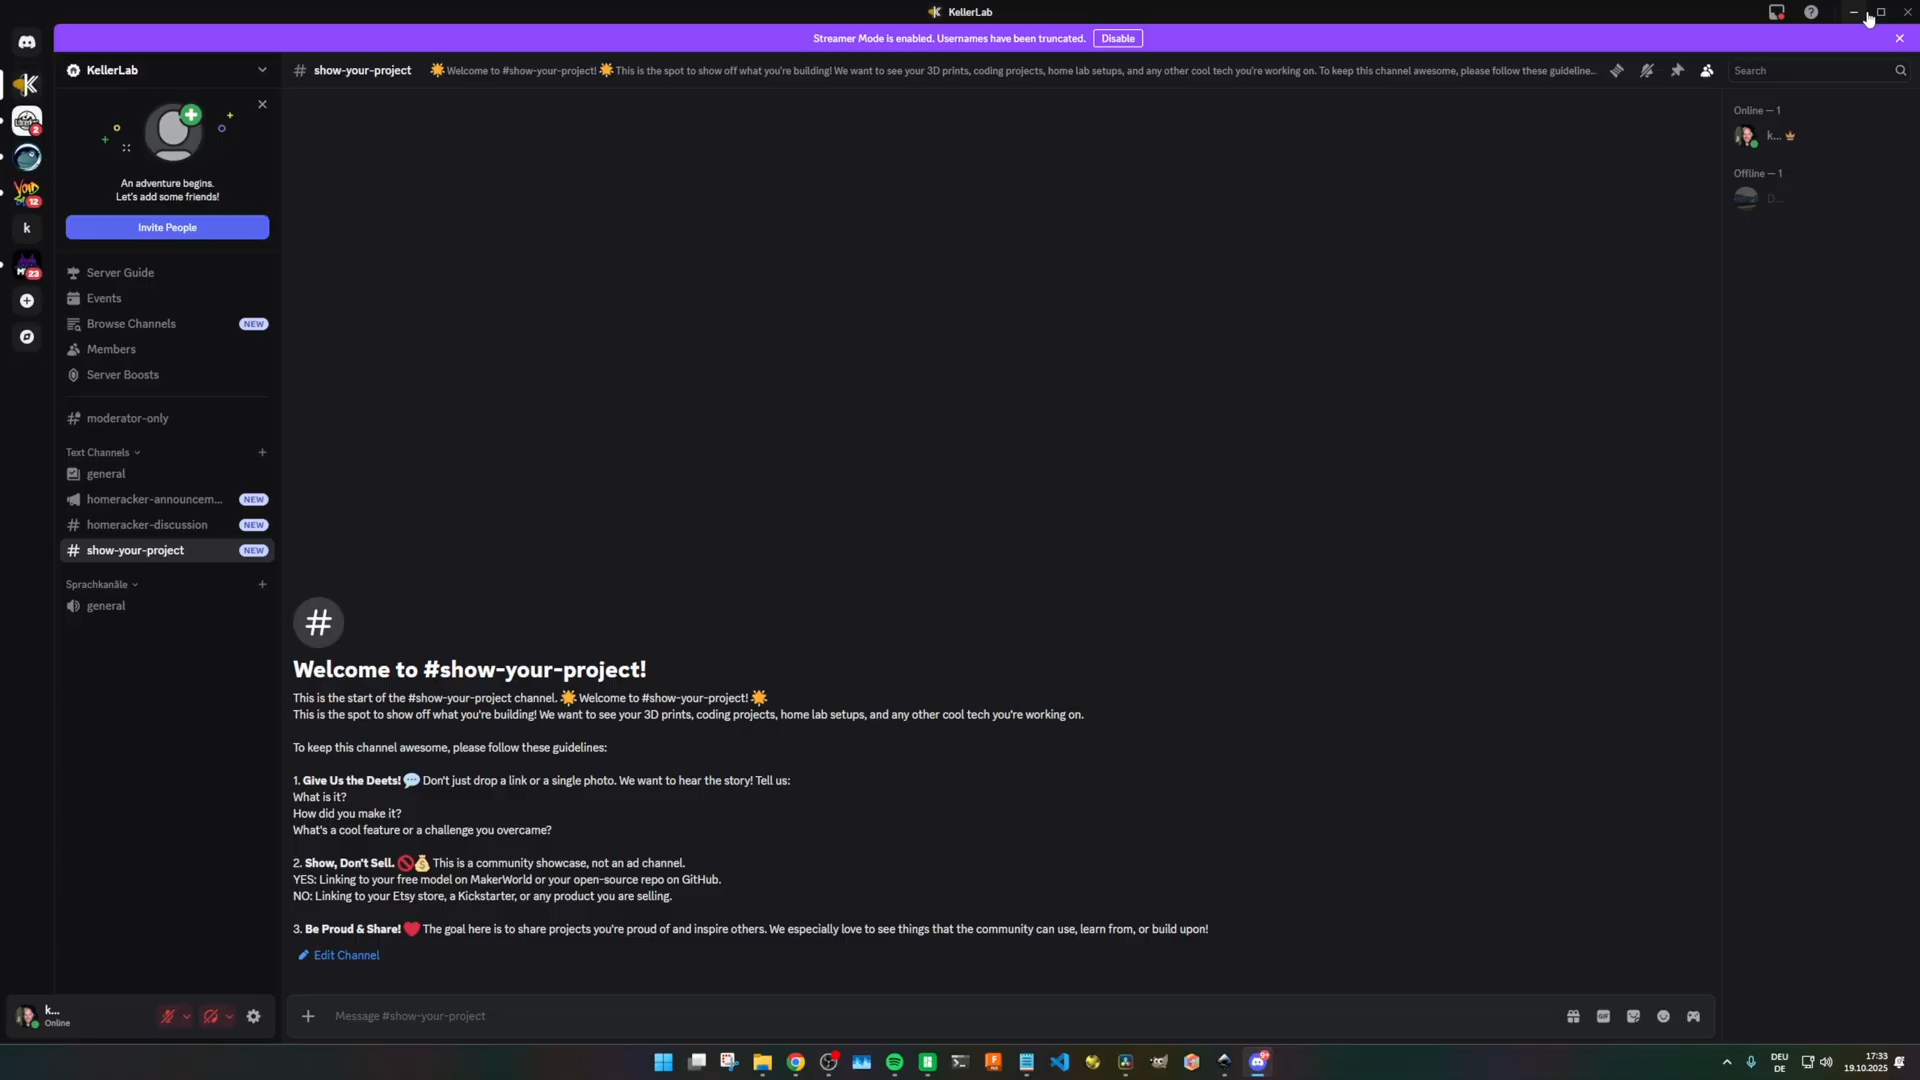 KellerLab
Streamer Mode is enabled. Usernames have been truncated. Disable
KellerLab
show-your-project
Welcome to #show-your-project! This is the spot to show off what you're building! We want to see your 3D prints, coding projects, home lab setups, and any other cool tech you're working on. To keep this channel awesome, please follow these guideline...
Search
An adventure begins.
Let's add some friends!
Invite People
Server Guide
Events
Browse Channels NEW
Members
Server Boosts
moderator-only
Text Channels
general
homeracker-announcem... NEW
homeracker-discussion NEW
show-your-project NEW
Sprachkanäle
general
2
VOID
12
k
23
Online — 1
k...
Offline — 1
D...
Welcome to #show-your-project!
This is the start of the #show-your-project channel. 🌟 Welcome to #show-your-project! 🌟
This is the spot to show off what you're building! We want to see your 3D prints, coding projects, home lab setups, and any other cool tech you're working on.
To keep this channel awesome, please follow these guidelines:
1. Give Us the Deets! 💬 Don't just drop a link or a single photo. We want to hear the story! Tell us:
What is it?
How did you make it?
What's a cool feature or a challenge you overcame?
2. Show, Don't Sell. 🚫💰 This is a community showcase, not an ad channel.
YES: Linking to your free model on MakerWorld or your open-source repo on GitHub.
NO: Linking to your Etsy store, a Kickstarter, or any product you are selling.
3. Be Proud & Share! ❤️ The goal here is to share projects you're proud of and inspire others. We especially love to see things that the community can use, learn from, or build upon!
Edit Channel
k...
Online
Message #show-your-project
GIF
DEU
DE
17:33
19.10.2025